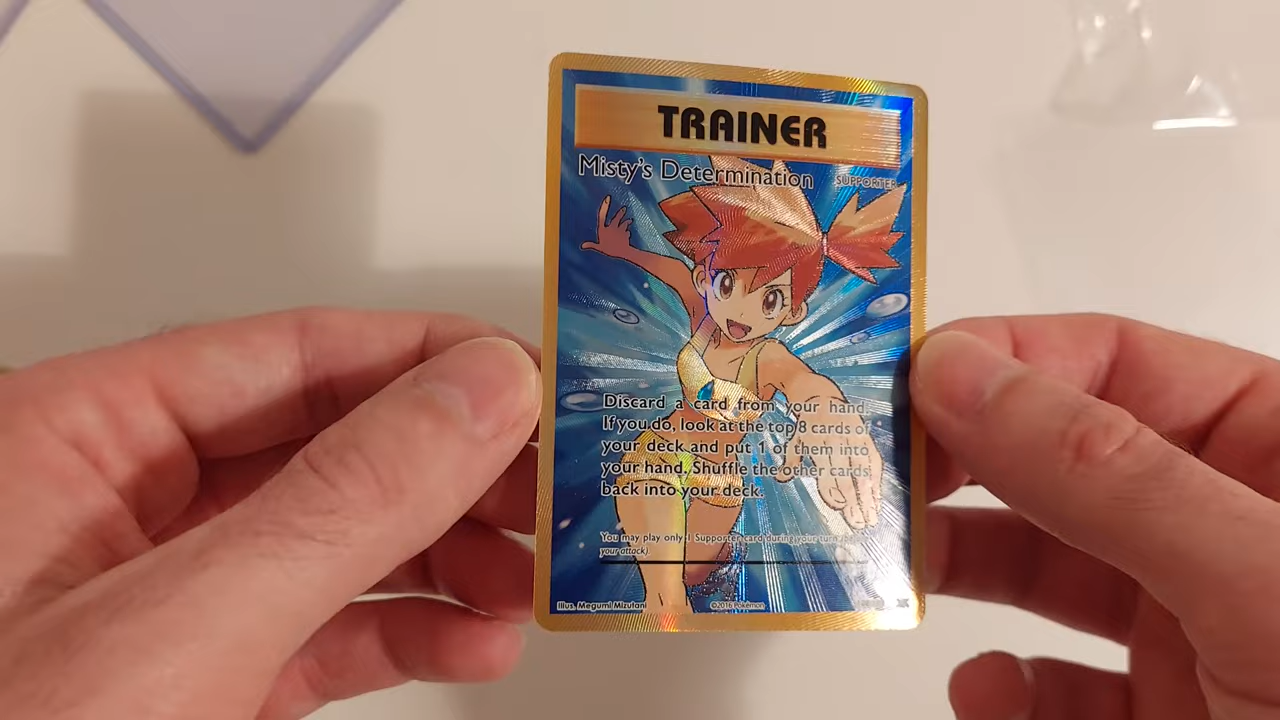 TRAINER
Misty's Determination
SUPPORTER
Discard a card from your hand.
If you do, look at the top 8 cards of
your deck and put 1 of them into
your hand. Shuffle the other cards
back into your deck.
You may play only 1 Supporter card during your turn
your attack).
Illus. Megumi Mizutani
©2016 Pokémon